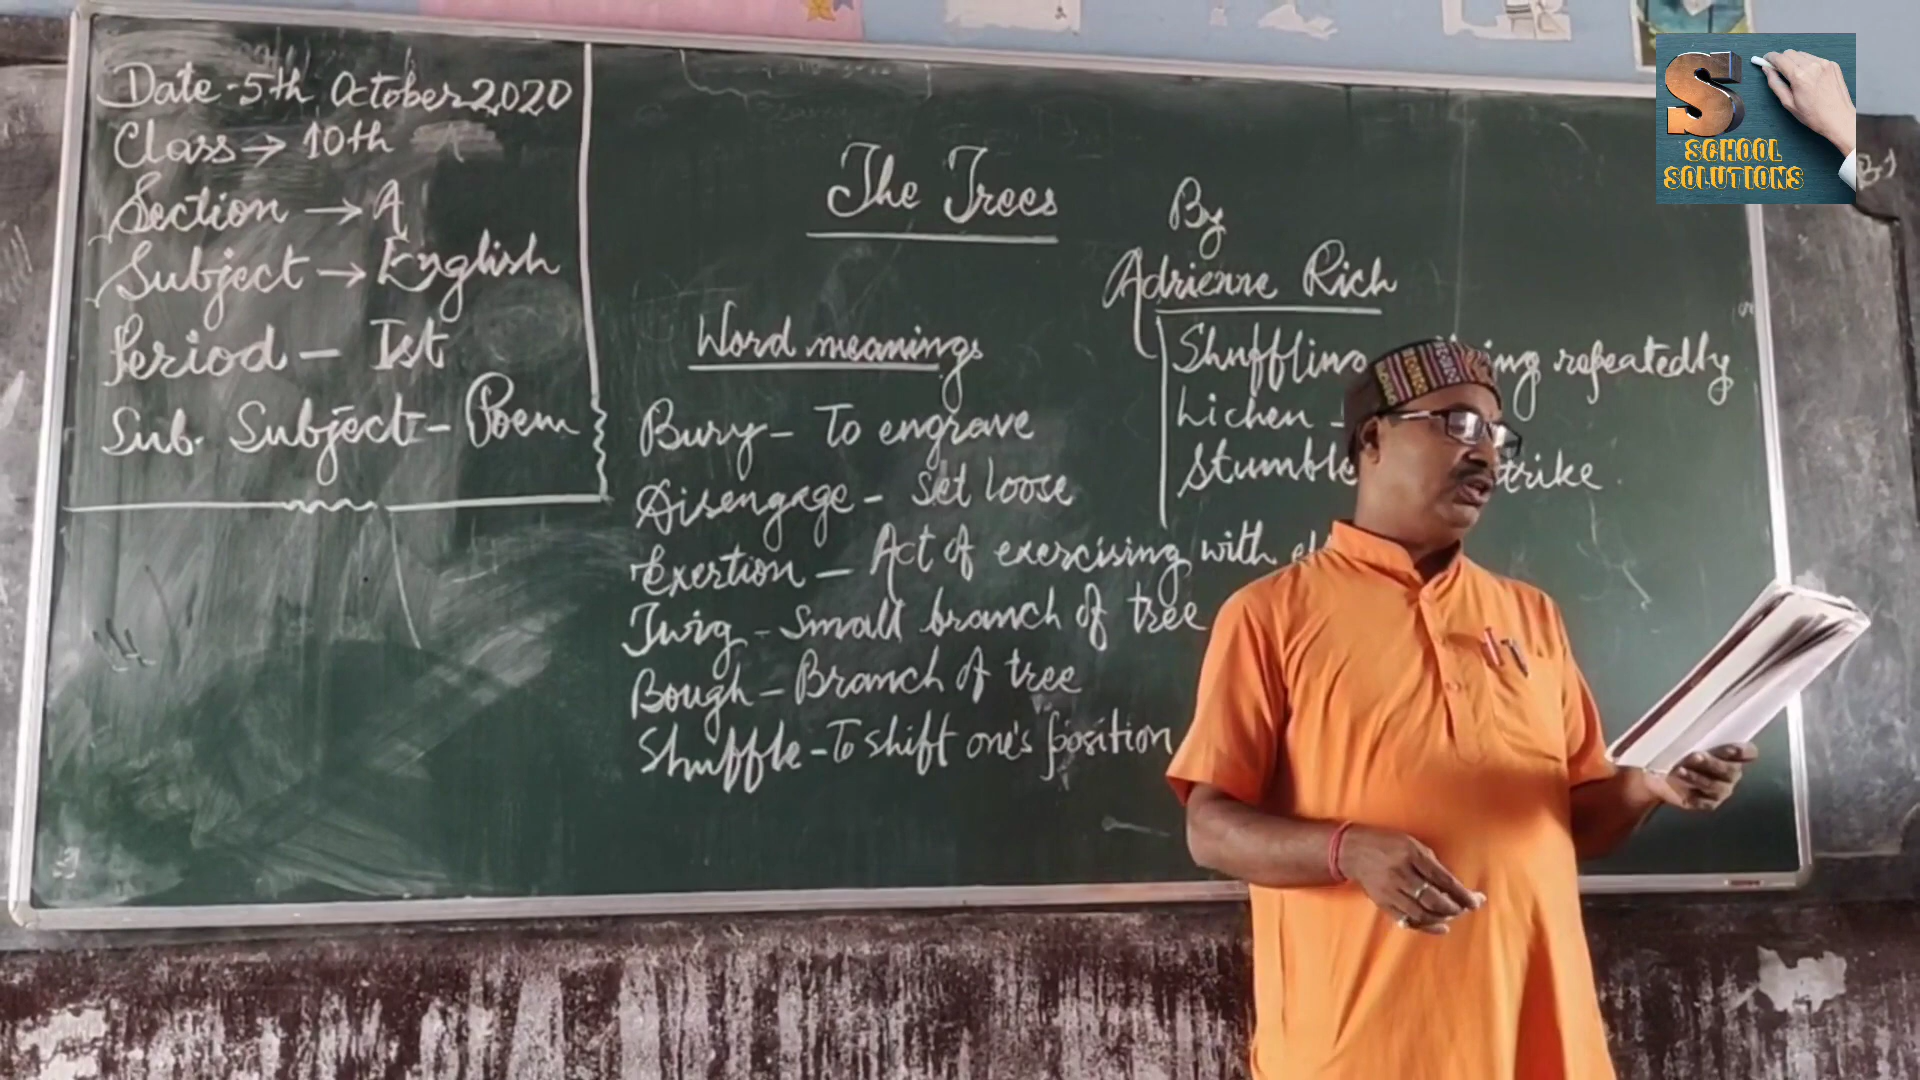 Date - 5th October 2020
Class → 10th
Section → A
Subject → English
Period - Ist
Sub. Subject - Poem
The Trees
By
Adrienne Rich
Word meanings
Bury - To engrave
Disengage - Set loose
Exertion - Act of exercising with
Twig - Small branch of tree
Bough - Branch of tree
Shuffle - To shift one's position
Shuffling repeatedly
Lichen -
Stumble strike
S
SCHOOL
SOLUTIONS